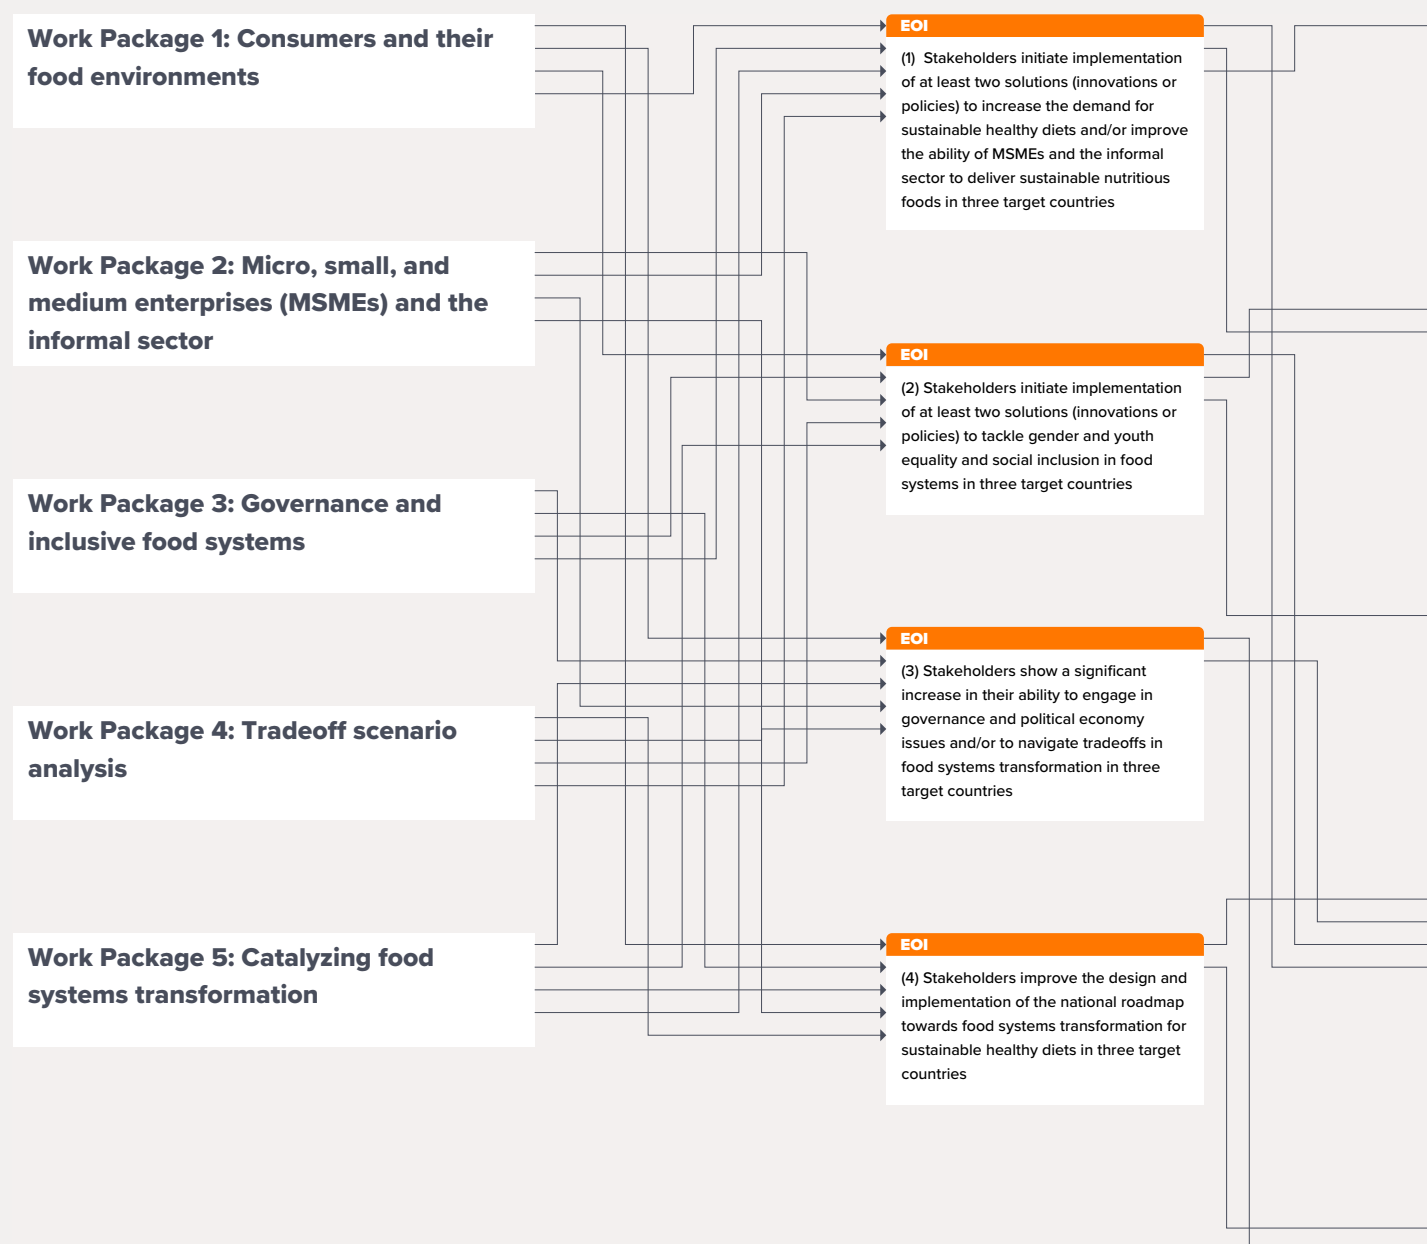 Work Package 1: Consumers and their
food environments
Work Package 2: Micro, small, and
medium enterprises (MSMEs) and the
informal sector
Work Package 3: Governance and
inclusive food systems
Work Package 4: Tradeoff scenario
analysis
Work Package 5: Catalyzing food
systems transformation
EOI
(1) Stakeholders initiate implementation
of at least two solutions (innovations or
policies) to increase the demand for
sustainable healthy diets and/or improve
the ability of MSMEs and the informal
sector to deliver sustainable nutritious
foods in three target countries
EOI
(2) Stakeholders initiate implementation
of at least two solutions (innovations or
policies) to tackle gender and youth
equality and social inclusion in food
systems in three target countries
EOI
(3) Stakeholders show a significant
increase in their ability to engage in
governance and political economy
issues and/or to navigate tradeoffs in
food systems transformation in three
target countries
EOI
(4) Stakeholders improve the design and
implementation of the national roadmap
towards food systems transformation for
sustainable healthy diets in three target
countries